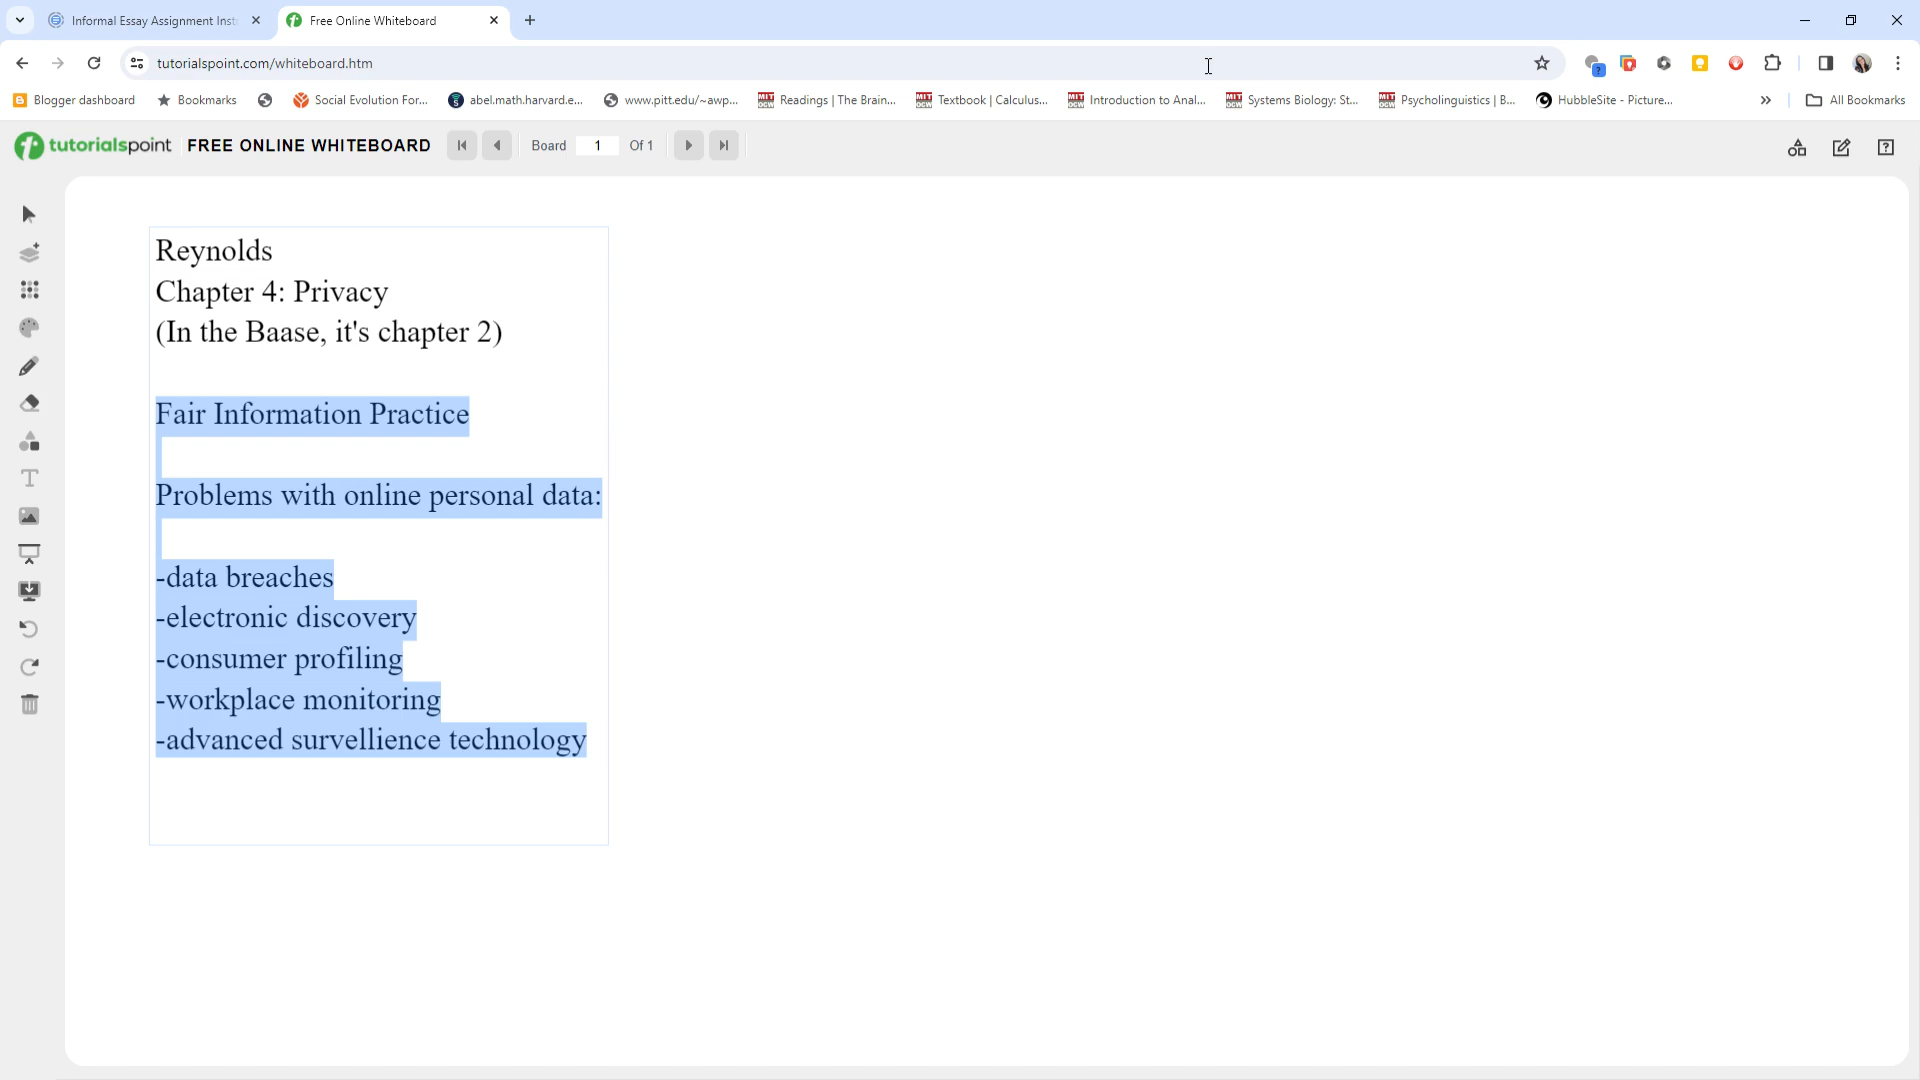 Informal Essay Assignment Inst
Free Online Whiteboard
tutorialspoint.com/whiteboard.htm
Blogger dashboard
Bookmarks
Social Evolution For...
abel.math.harvard.e...
www.pitt.edu/~awp...
Readings | The Brain...
Textbook | Calculus...
Introduction to Anal...
Systems Biology: St...
Psycholinguistics | B...
HubbleSite - Picture...
All Bookmarks
tutorialspoint FREE ONLINE WHITEBOARD Board 1 Of 1
Reynolds
Chapter 4: Privacy
(In the Baase, it's chapter 2)
Fair Information Practice
Problems with online personal data:
-data breaches
-electronic discovery
-consumer profiling
-workplace monitoring
-advanced survellience technology